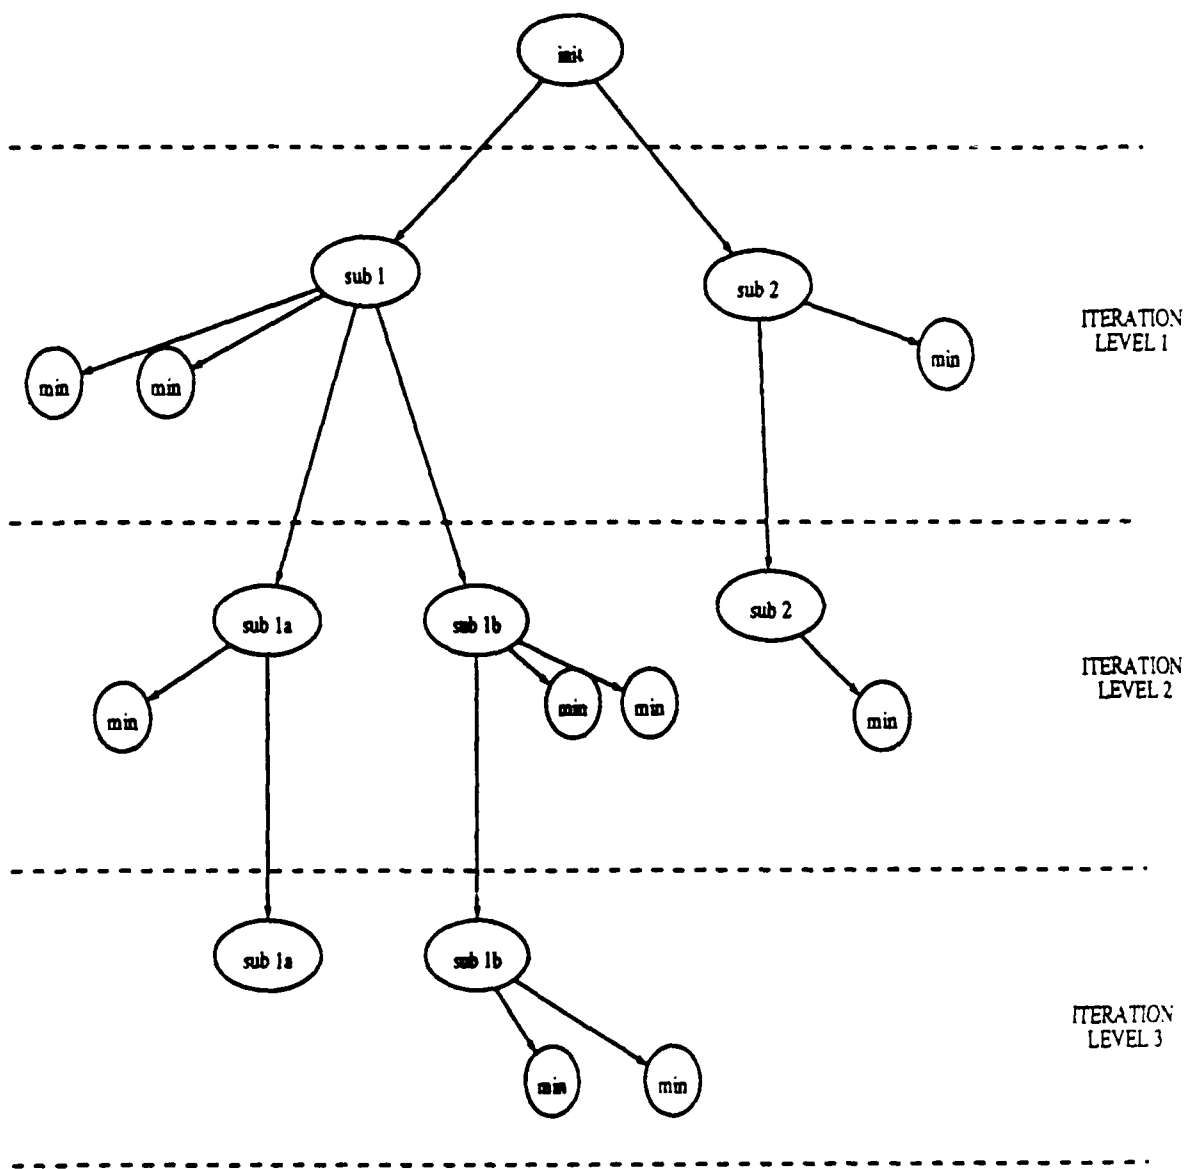 init
sub 1
sub 2
ITERATION
LEVEL 1
min
min
min
sub 1a
sub 1b
sub 2
ITERATION
LEVEL 2
min
min
min
min
sub 1a
sub 1b
ITERATION
LEVEL 3
min
min